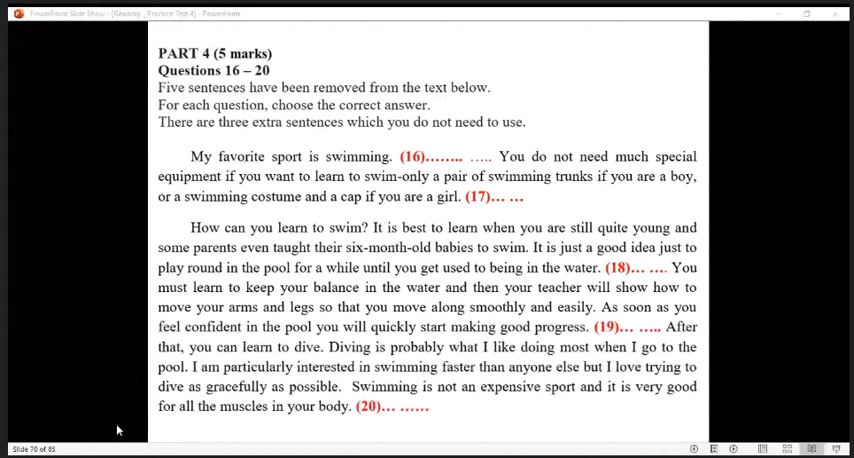 PowerPoint Slide Show - [Reading _ Practice Test 4] - PowerPoint
PART 4 (5 marks)
Questions 16 – 20
Five sentences have been removed from the text below.
For each question, choose the correct answer.
There are three extra sentences which you do not need to use.
My favorite sport is swimming. (16)…….. ….. You do not need much special
equipment if you want to learn to swim-only a pair of swimming trunks if you are a boy,
or a swimming costume and a cap if you are a girl. (17)… …
How can you learn to swim? It is best to learn when you are still quite young and
some parents even taught their six-month-old babies to swim. It is just a good idea just to
play round in the pool for a while until you get used to being in the water. (18)… …. You
must learn to keep your balance in the water and then your teacher will show how to
move your arms and legs so that you move along smoothly and easily. As soon as you
feel confident in the pool you will quickly start making good progress. (19)… ….. After
that, you can learn to dive. Diving is probably what I like doing most when I go to the
pool. I am particularly interested in swimming faster than anyone else but I love trying to
dive as gracefully as possible. Swimming is not an expensive sport and it is very good
for all the muscles in your body. (20)… ……
Slide 70 of 85